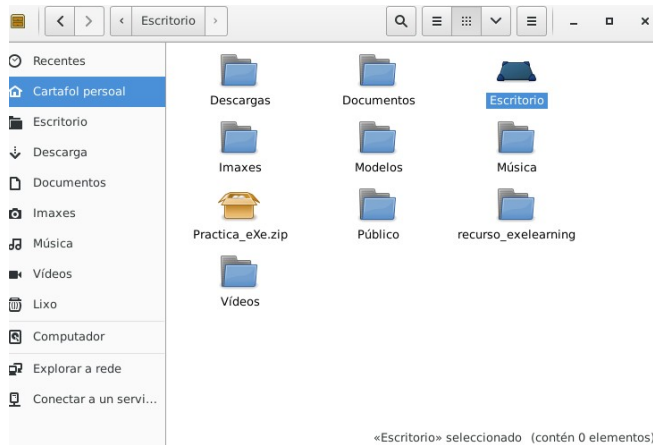 Escritorio
Recentes
Cartafol persoal
Escritorio
Descarga
Documentos
Imaxes
Música
Vídeos
Lixo
Computador
Explorar a rede
Conectar a un servi...
Descargas
Documentos
Escritorio
Imaxes
Modelos
Música
Practica_eXe.zip
Público
recurso_exelearning
Vídeos
«Escritorio» seleccionado (contén 0 elementos)